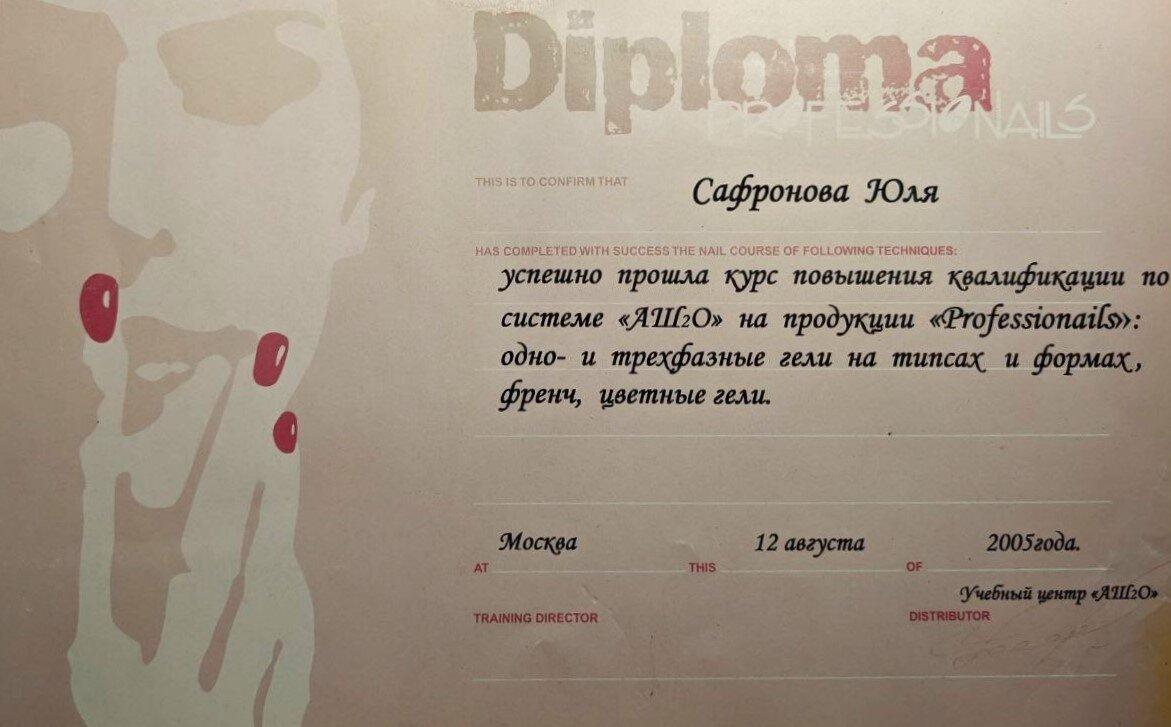 Diploma
PROFESSIONAILS
THIS IS TO CONFIRM THAT
Сафронова Юля
HAS COMPLETED WITH SUCCESS THE NAIL COURSE OF FOLLOWING TECHNIQUES:
успешно прошла курс повышения квалификации по
системе «АШ2О» на продукции «Professionails»:
одно- и трехфазные гели на типсах и формах,
френч, цветные гели.
Москва 12 августа 2005года.
AT THIS OF
Учебный центр «АШ2О»
TRAINING DIRECTOR DISTRIBUTOR